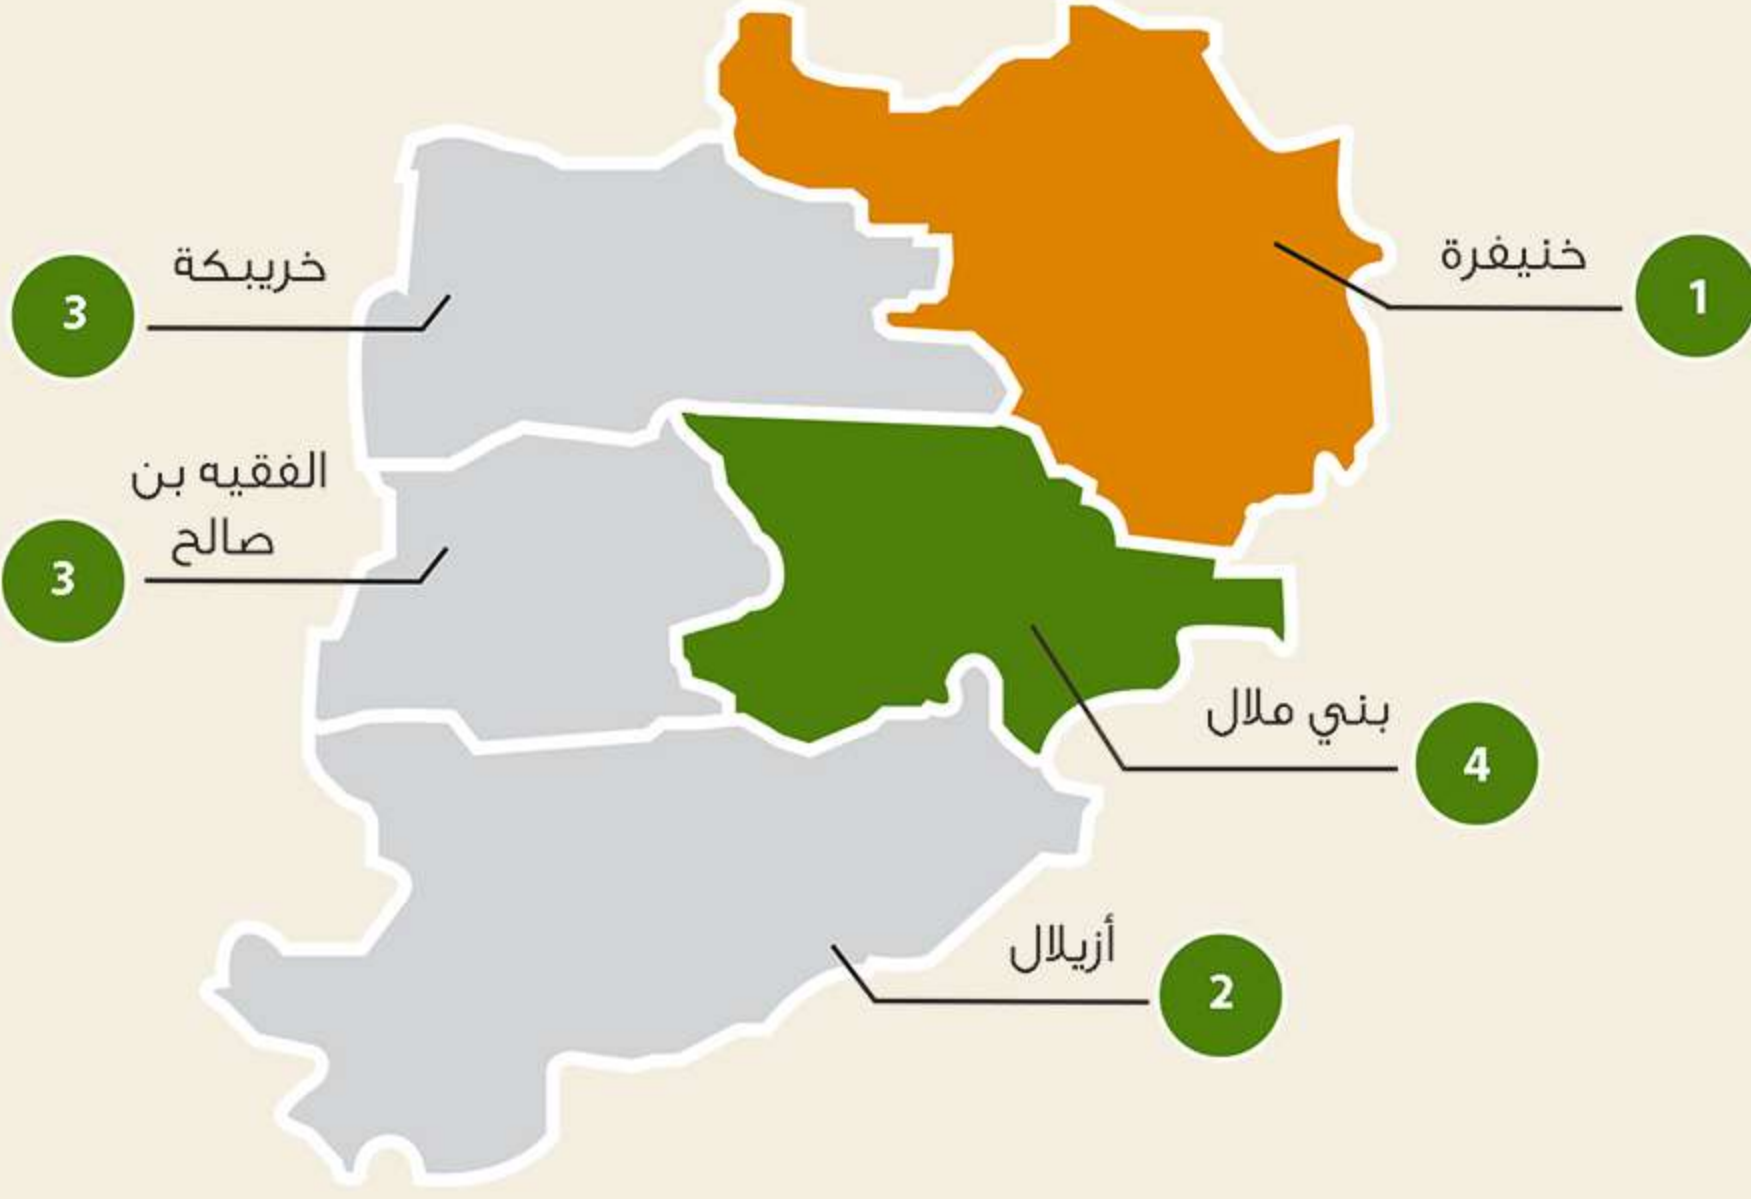 خنيفرة
1
خريبكة
3
الفقيه بن
صالح
3
بني ملال
4
أزيلال
2